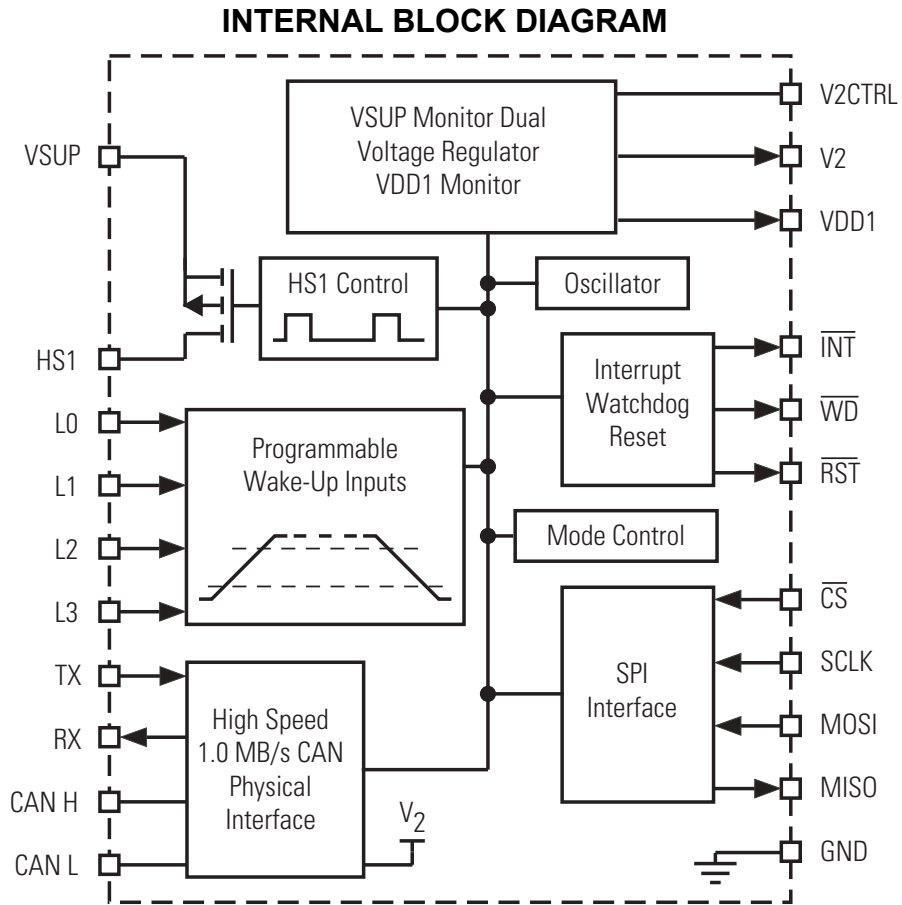 INTERNAL BLOCK DIAGRAM
VSUP Monitor Dual
Voltage Regulator
VDD1 Monitor
V2CTRL
V2
VDD1
VSUP
HS1 Control
Oscillator
HS1
Interrupt
Watchdog
Reset
INT
WD
RST
L0
L1
L2
L3
Programmable
Wake-Up Inputs
Mode Control
CS
SCLK
MOSI
MISO
SPI
Interface
TX
RX
CAN H
CAN L
High Speed
1.0 MB/s CAN
Physical
Interface
V2
GND